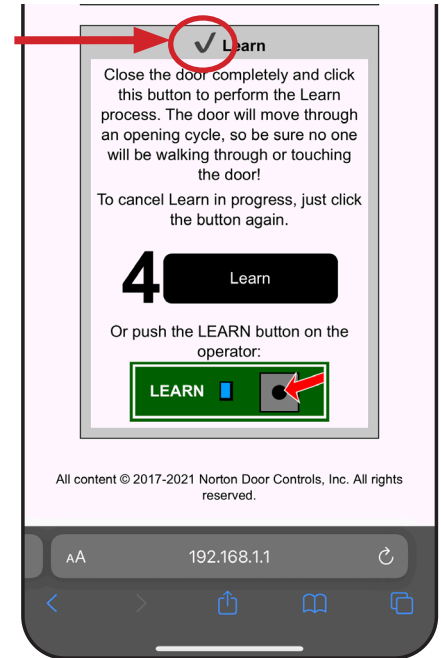 ✔ Learn
Close the door completely and click
this button to perform the Learn
process. The door will move through
an opening cycle, so be sure no one
will be walking through or touching
the door!
To cancel Learn in progress, just click
the button again.
4
Learn
Or push the LEARN button on the
operator:
LEARN
All content © 2017-2021 Norton Door Controls, Inc. All rights
reserved.
AA
192.168.1.1